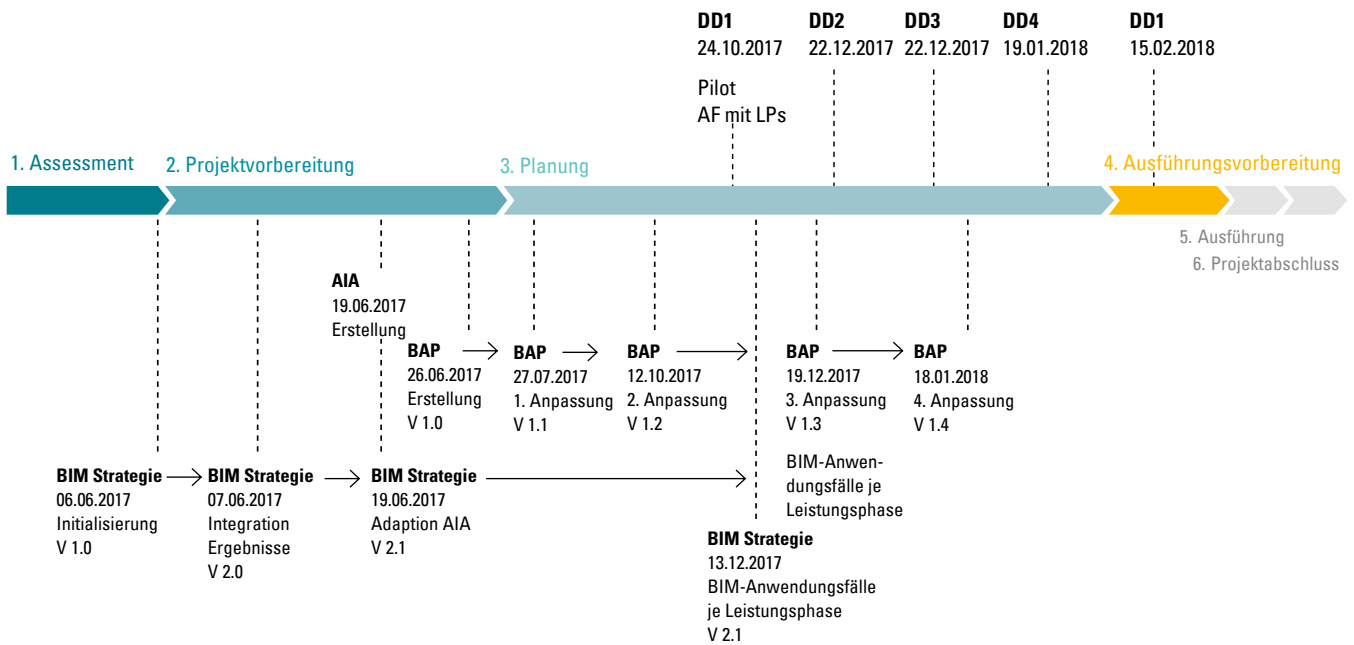 DD1
24.10.2017
Pilot
AF mit LPs
DD2
22.12.2017
DD3
22.12.2017
DD4
19.01.2018
DD1
15.02.2018
1. Assessment
2. Projektvorbereitung
3. Planung
4. Ausführungsvorbereitung
5. Ausführung
6. Projektabschluss
AIA
19.06.2017
Erstellung
BAP
26.06.2017
Erstellung
V 1.0
BAP
27.07.2017
1. Anpassung
V 1.1
BAP
12.10.2017
2. Anpassung
V 1.2
BAP
19.12.2017
3. Anpassung
V 1.3
BIM-Anwen-
dungsfälle je
Leistungsphase
BAP
18.01.2018
4. Anpassung
V 1.4
BIM Strategie
06.06.2017
Initialisierung
V 1.0
BIM Strategie
07.06.2017
Integration
Ergebnisse
V 2.0
BIM Strategie
19.06.2017
Adaption AIA
V 2.1
BIM Strategie
13.12.2017
BIM-Anwendungsfälle
je Leistungsphase
V 2.1